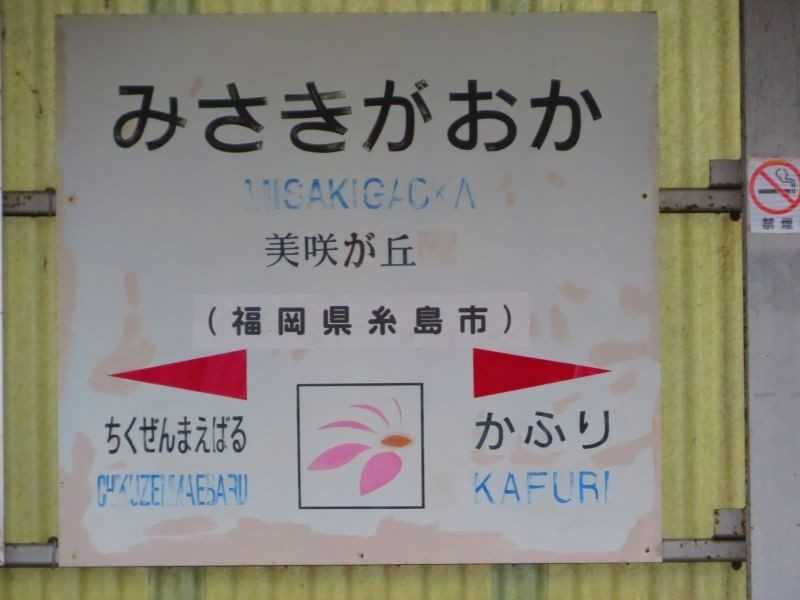 みさきがおか
MISAKIGAOKA
美咲が丘
（福岡県糸島市）
ちくぜんまえばる
CHIKUZENMAEBARU
かふり
KAFURI
禁煙